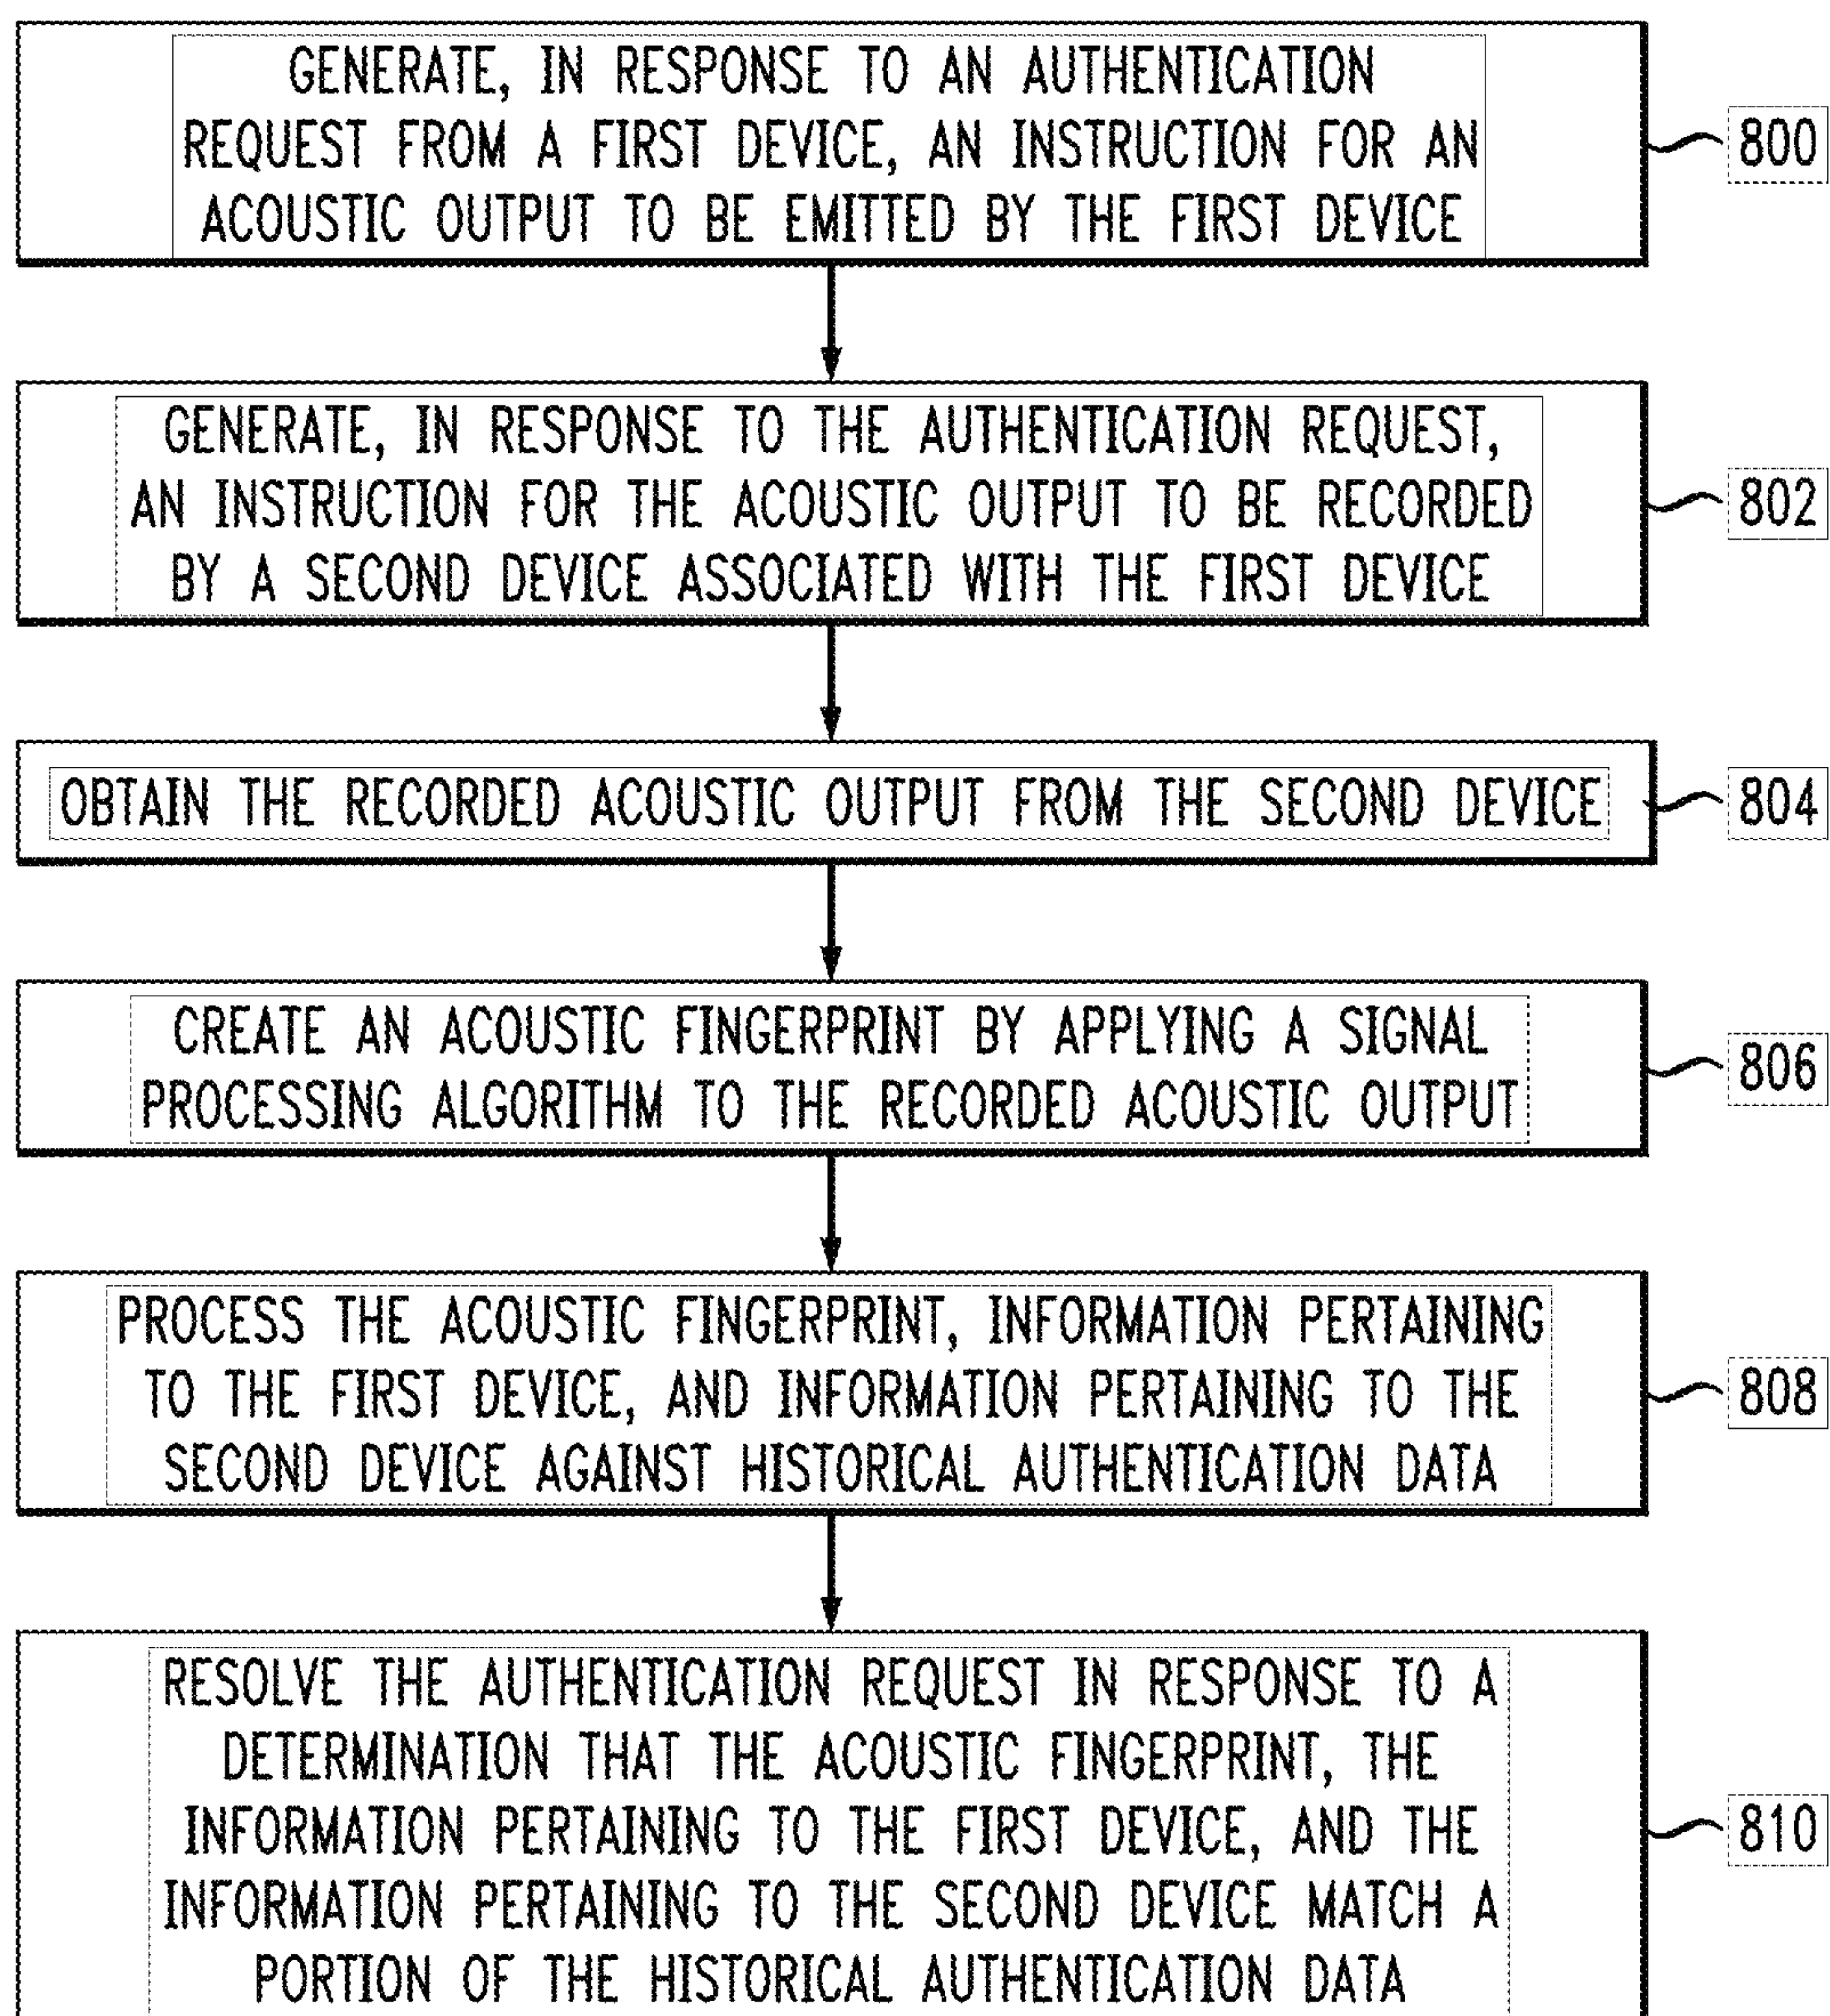 GENERATE, IN RESPONSE TO AN AUTHENTICATION
REQUEST FROM A FIRST DEVICE, AN INSTRUCTION FOR AN
ACOUSTIC OUTPUT TO BE EMITTED BY THE FIRST DEVICE
800
GENERATE, IN RESPONSE TO THE AUTHENTICATION REQUEST,
AN INSTRUCTION FOR THE ACOUSTIC OUTPUT TO BE RECORDED
BY A SECOND DEVICE ASSOCIATED WITH THE FIRST DEVICE
802
OBTAIN THE RECORDED ACOUSTIC OUTPUT FROM THE SECOND DEVICE
804
CREATE AN ACOUSTIC FINGERPRINT BY APPLYING A SIGNAL
PROCESSING ALGORITHM TO THE RECORDED ACOUSTIC OUTPUT
806
PROCESS THE ACOUSTIC FINGERPRINT, INFORMATION PERTAINING
TO THE FIRST DEVICE, AND INFORMATION PERTAINING TO THE
SECOND DEVICE AGAINST HISTORICAL AUTHENTICATION DATA
808
RESOLVE THE AUTHENTICATION REQUEST IN RESPONSE TO A
DETERMINATION THAT THE ACOUSTIC FINGERPRINT, THE
INFORMATION PERTAINING TO THE FIRST DEVICE, AND THE
INFORMATION PERTAINING TO THE SECOND DEVICE MATCH A
PORTION OF THE HISTORICAL AUTHENTICATION DATA
810